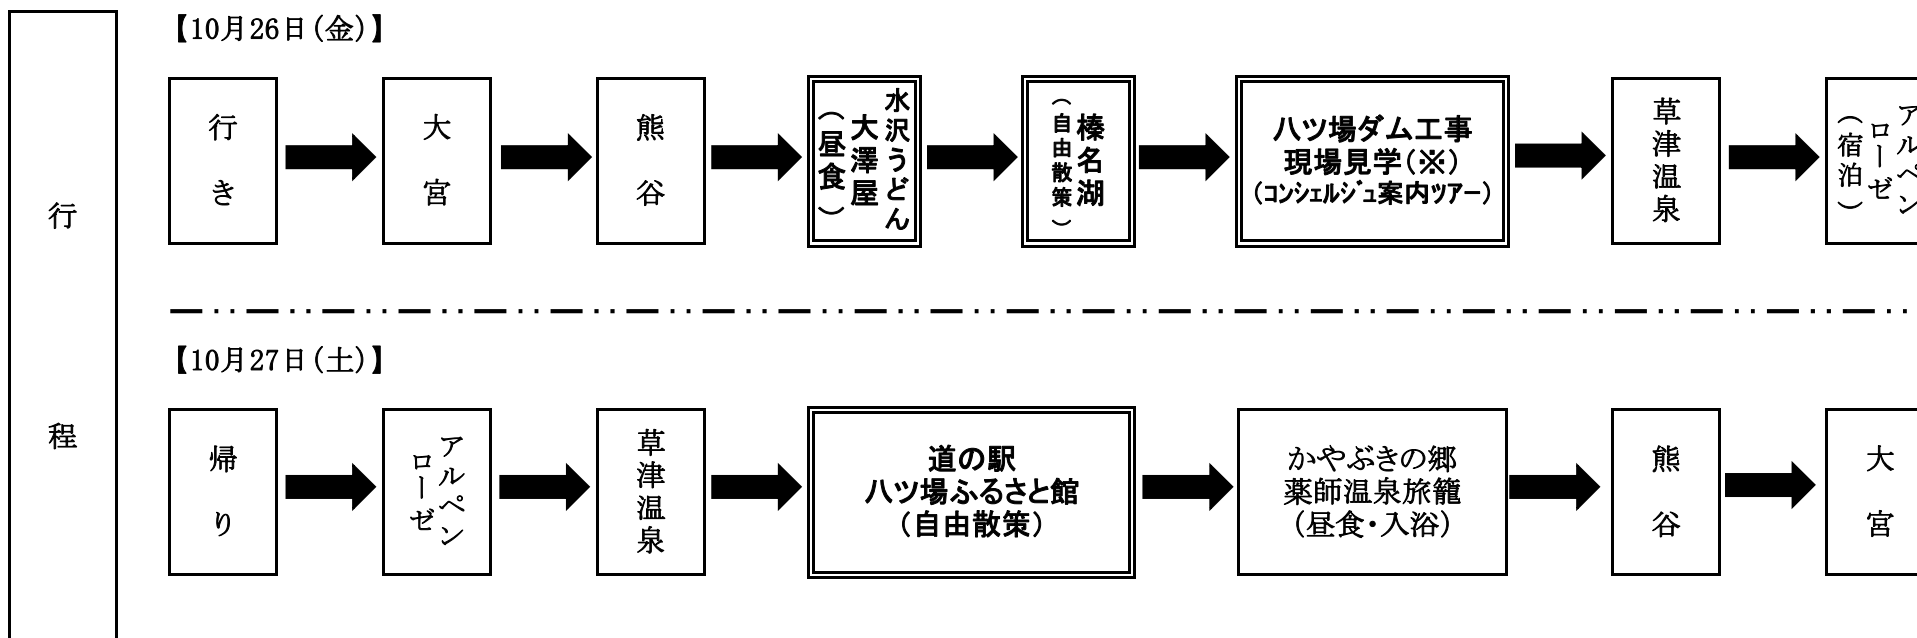 行程
【10月26日(金)】
行き
大宮
熊谷
水沢うどん
大澤屋
(昼食)
榛名湖
(自由散策)
八ツ場ダム工事
現場見学(※)
(コンシェルジュ案内ツアー)
草津温泉
アルペン
ローゼ
(宿泊)
【10月27日(土)】
帰り
アルペン
ローゼ
草津温泉
道の駅
八ツ場ふるさと館
(自由散策)
かやぶきの郷
薬師温泉旅籠
(昼食・入浴)
熊谷
大宮